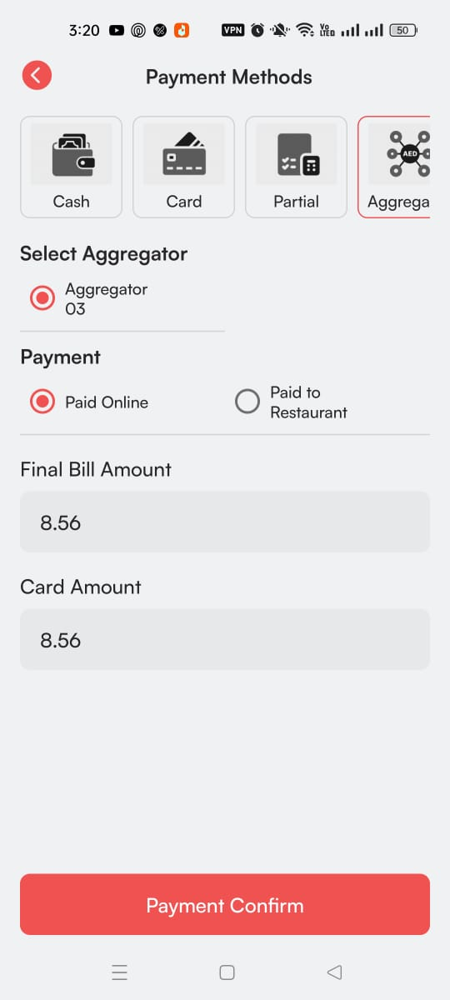 3:20
VPN
Vo
LTED
50
Payment Methods
AED
Cash
Card
Partial
Aggrega
Select Aggregator
Aggregator
03
Payment
Paid Online
Paid to
Restaurant
Final Bill Amount
8.56
Card Amount
8.56
Payment Confirm